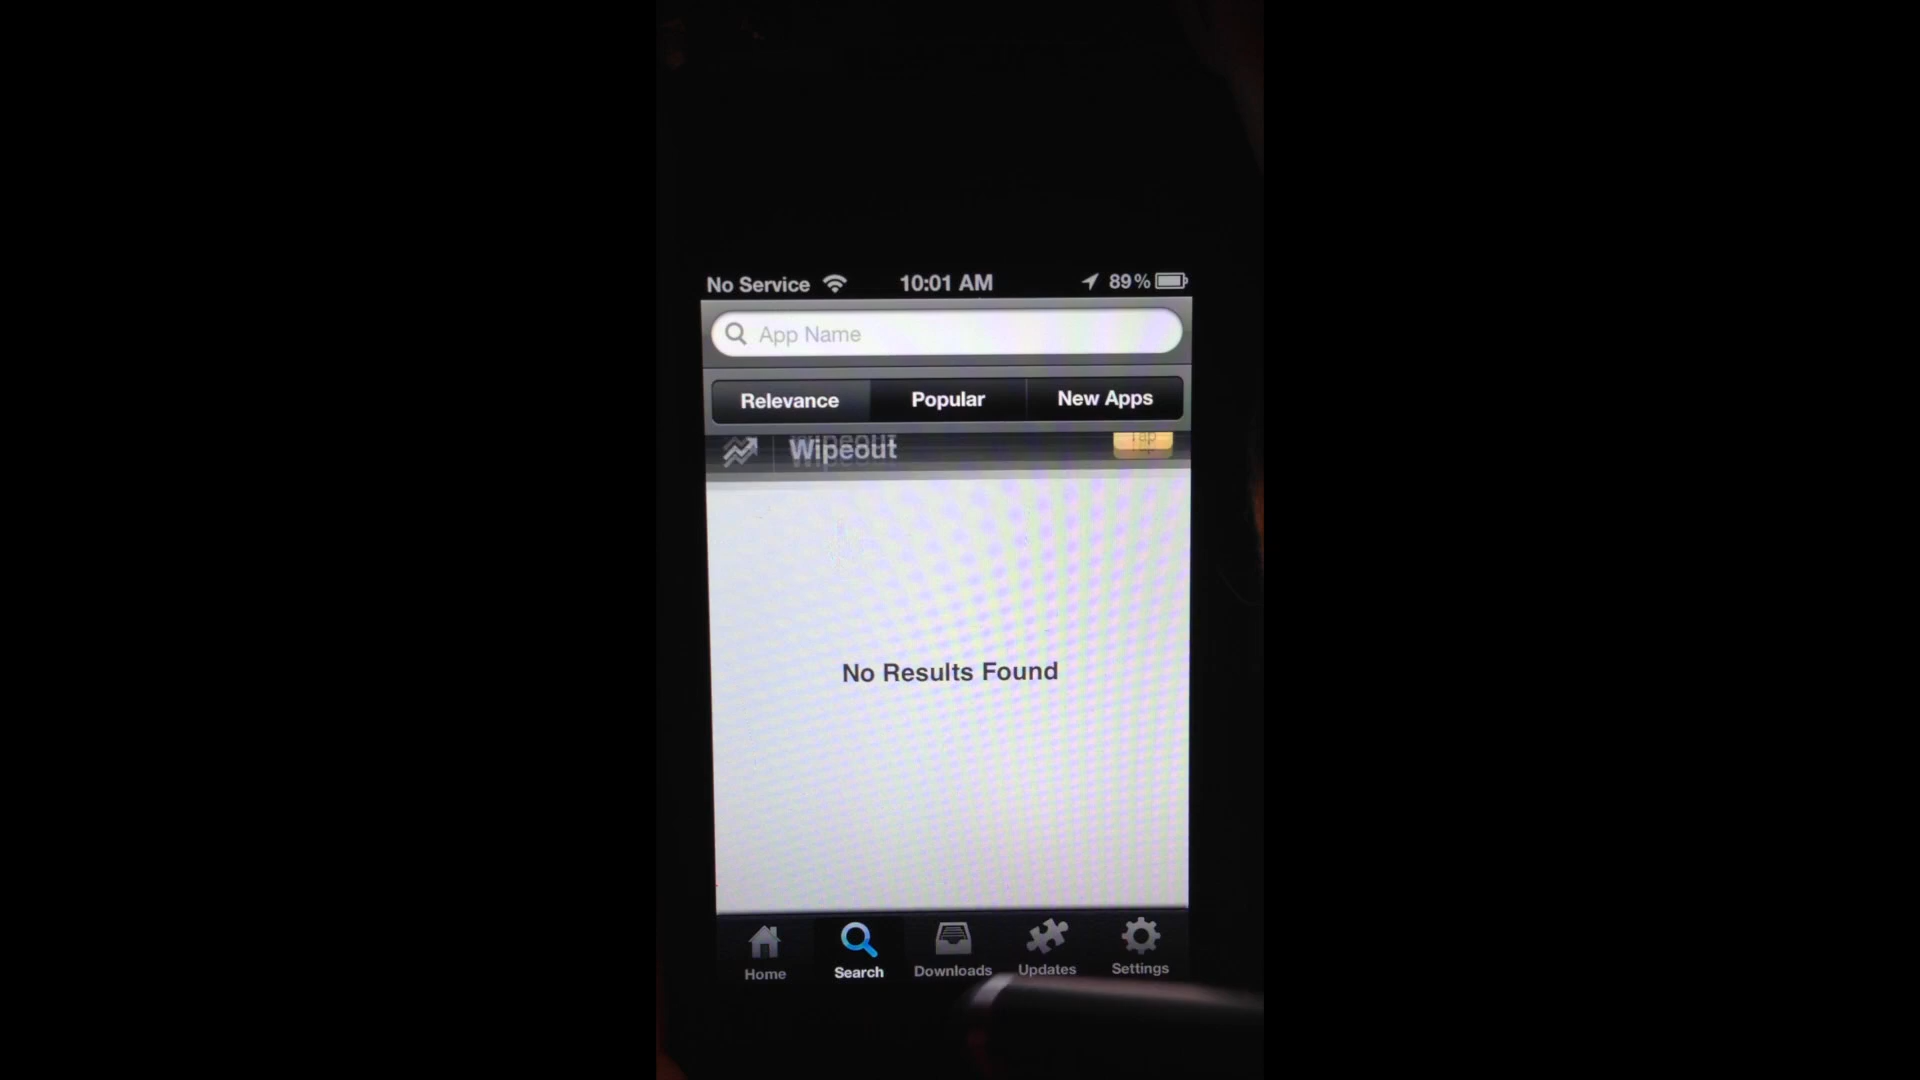 No Service 10:01 AM 89%
App Name
Relevance Popular New Apps
Wipeout Tap
No Results Found
Home Search Downloads Updates Settings